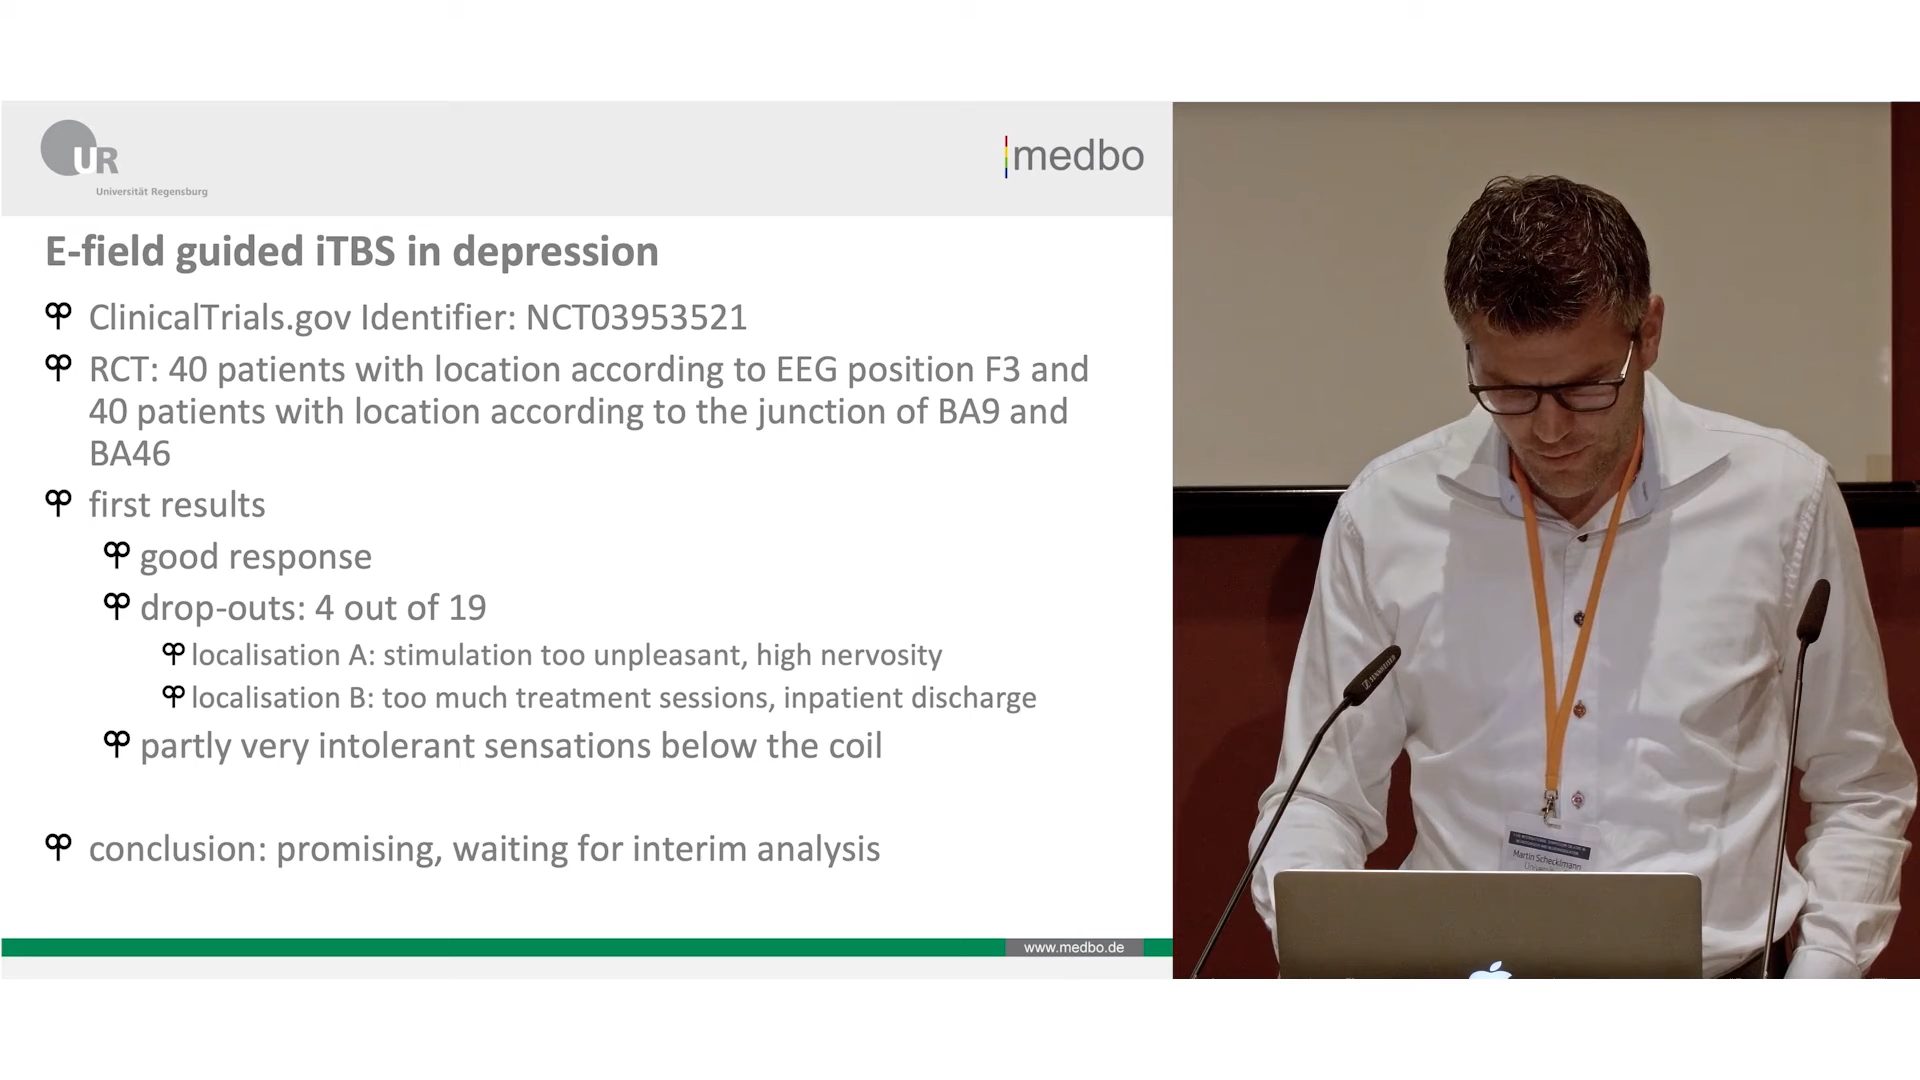 UR
Universität Regensburg
medbo
E-field guided iTBS in depression
ClinicalTrials.gov Identifier: NCT03953521
RCT: 40 patients with location according to EEG position F3 and
40 patients with location according to the junction of BA9 and
BA46
first results
good response
drop-outs: 4 out of 19
localisation A: stimulation too unpleasant, high nervosity
localisation B: too much treatment sessions, inpatient discharge
partly very intolerant sensations below the coil
conclusion: promising, waiting for interim analysis
www.medbo.de
SENNHEISER
Martin Schecklmann